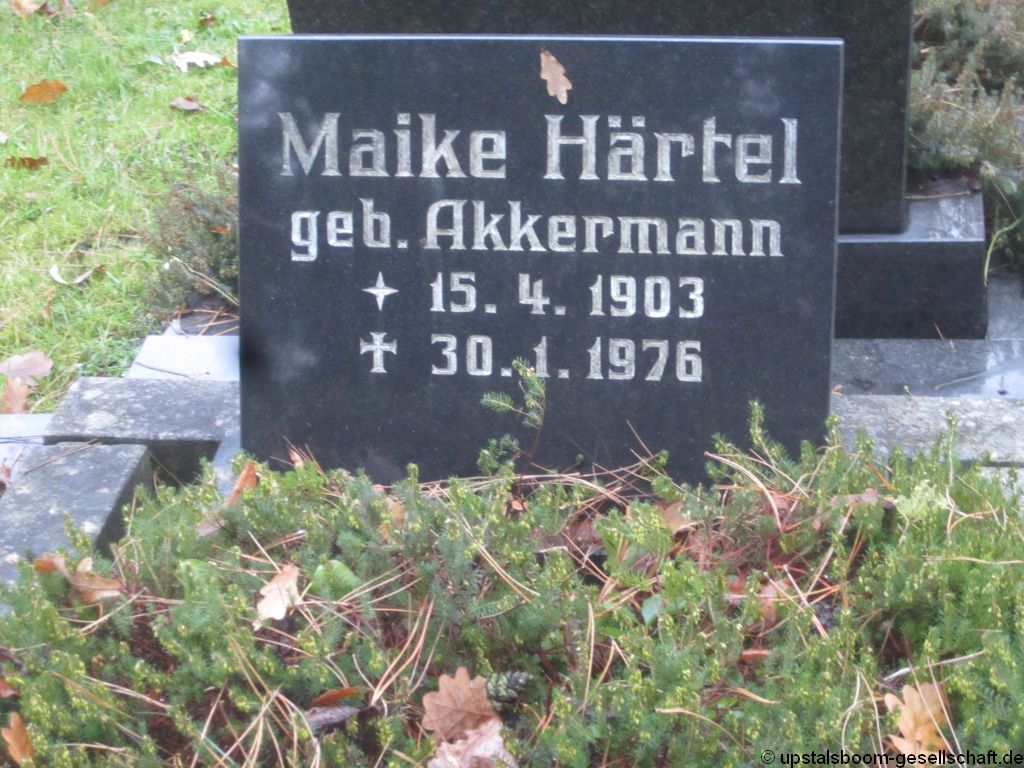 Maike Härtel
geb. Akkermann
15. 4. 1903
30. 1. 1976
© upstalsboom-gesellschaft.de